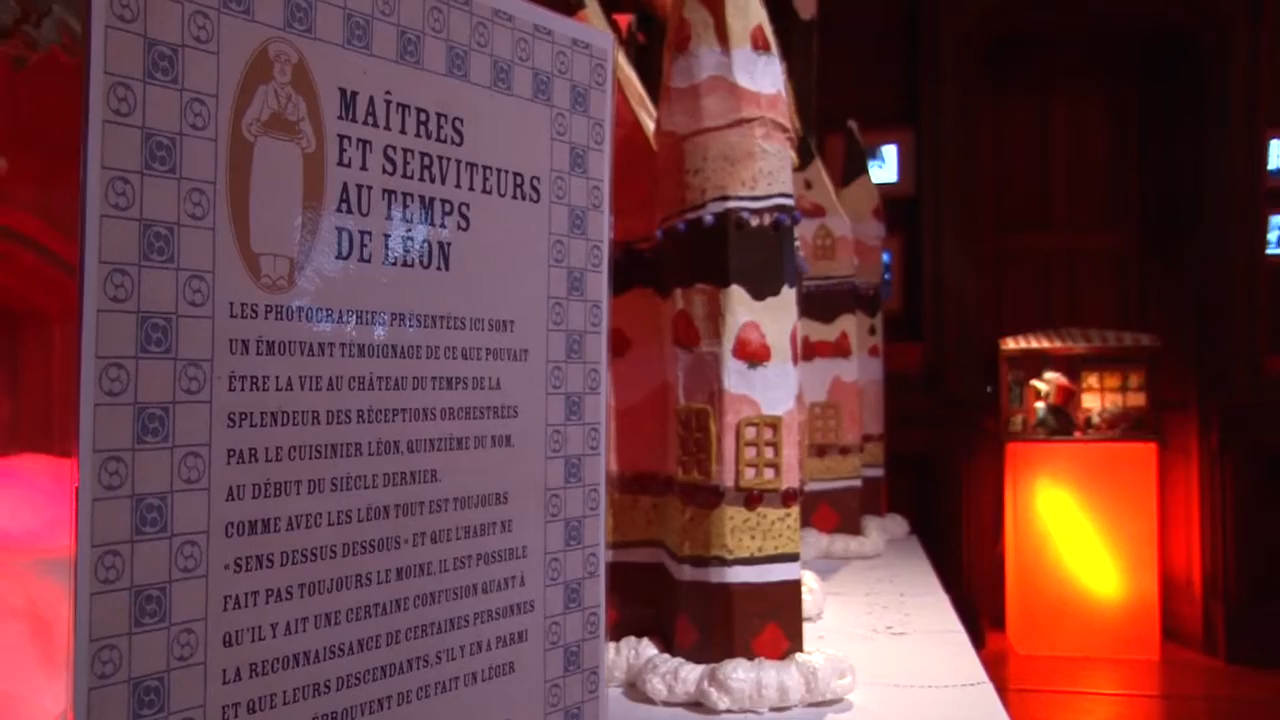 MAÎTRES
ET SERVITEURS
AU TEMPS
DE LÉON
LES PHOTOGRAPHIES PRÉSENTÉES ICI SONT
UN ÉMOUVANT TÉMOIGNAGE DE CE QUE POUVAIT
ÊTRE LA VIE AU CHÂTEAU DU TEMPS DE LA
SPLENDEUR DES RÉCEPTIONS ORCHESTRÉES
PAR LE CUISINIER LÉON, QUINZIÈME DU NOM,
AU DÉBUT DU SIÈCLE DERNIER.
COMME AVEC LES LÉON TOUT EST TOUJOURS
«SENS DESSUS DESSOUS» ET QUE L'HABIT NE
FAIT PAS TOUJOURS LE MOINE, IL EST POSSIBLE
QU'IL Y AIT UNE CERTAINE CONFUSION QUANT À
LA RECONNAISSANCE DE CERTAINES PERSONNES
ET QUE LEURS DESCENDANTS, S'IL Y EN A PARMI
ÉPROUVENT DE CE FAIT UN LÉGER